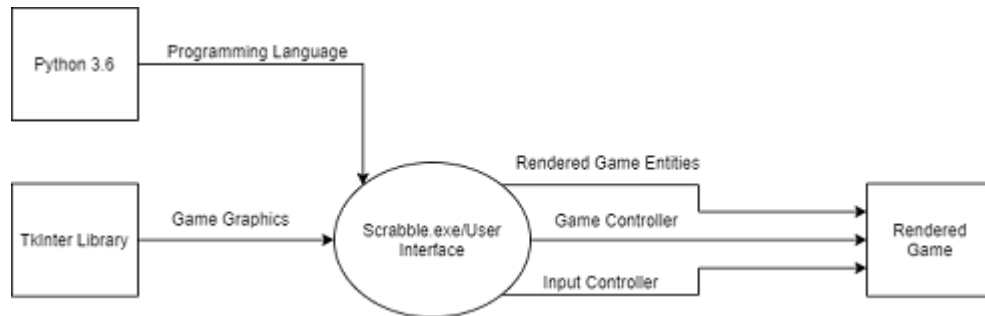 Programming Language
Python 3.6
Rendered Game Entities
Game Graphics
Game Controller
TkInter Library
Scrabble.exe/User
Interface
Rendered
Game
Input Controller